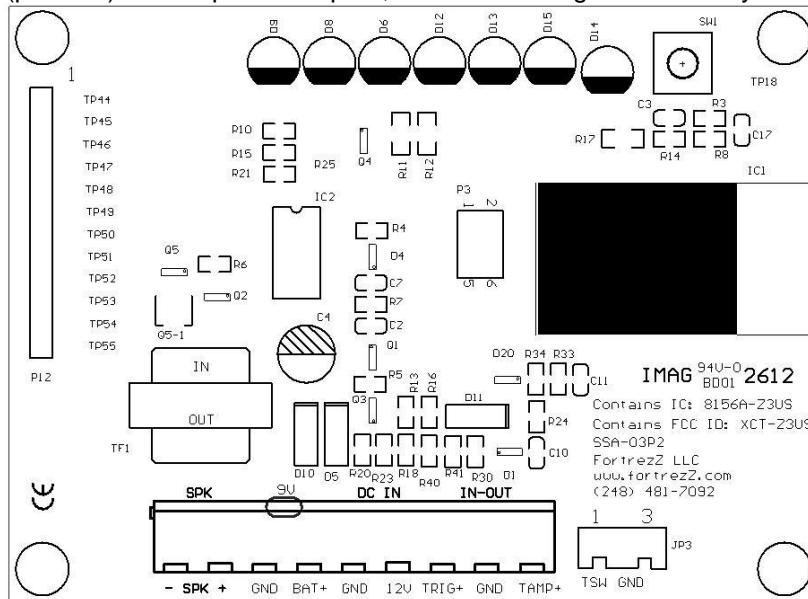 D9 D8 D6 D12 D13 D15 D14 SW1
1
TP18
TP44
TP45
TP46
TP47
TP48
TP49
TP50
TP51
TP52
TP53
TP54
TP55
P12
R10
R15
R21
R25
Q4
R11
R12
C3
R3
R17
R14
R8
C17
IC1
IC2
P3
1 2
5 6
R4
D4
C7
R7
C2
Q1
R5
Q3
Q5
R6
Q2
Q5-1
C4
IN
OUT
TF1
R13
R16
D11
D20
R34
R33
C11
R24
C10
D1
D10
D5
R20
R23
R18
R40
R41
R30
IMAG 94V-0 BD01 2612
Contains IC: 8156A-Z3US
Contains FCC ID: XCT-Z3US
SSA-03P2
FortrezZ LLC
www.fortrezZ.com
(248) 481-7092
CE
SPK 9V DC IN IN-OUT
1 3
JP3
TSW GND
- SPK + GND BAT+ GND 12V TRIG+ GND TAMP+